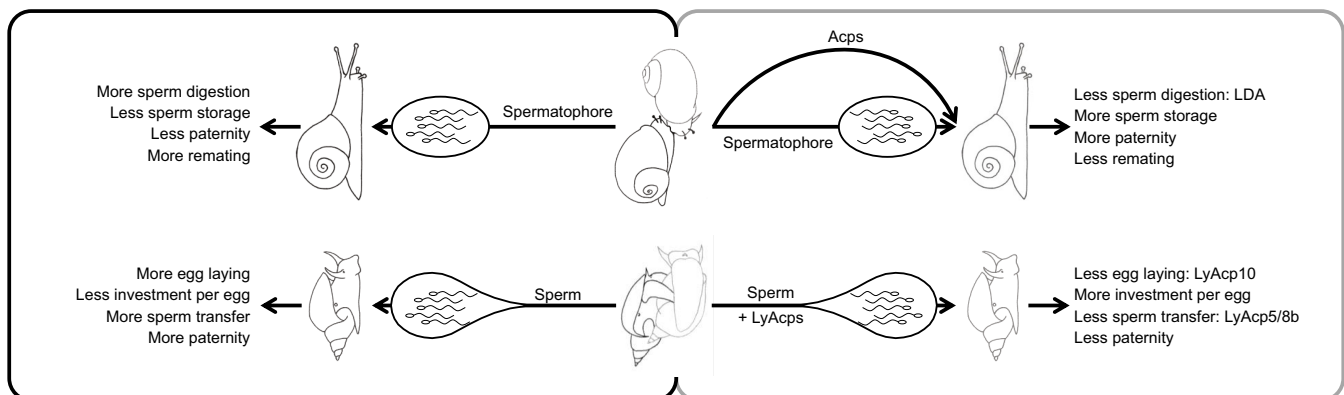 More sperm digestion
Less sperm storage
Less paternity
More remating
Spermatophore
Acps
Spermatophore
Less sperm digestion: LDA
More sperm storage
More paternity
Less remating
More egg laying
Less investment per egg
More sperm transfer
More paternity
Sperm
Sperm
+ LyAcps
Less egg laying: LyAcp10
More investment per egg
Less sperm transfer: LyAcp5/8b
Less paternity